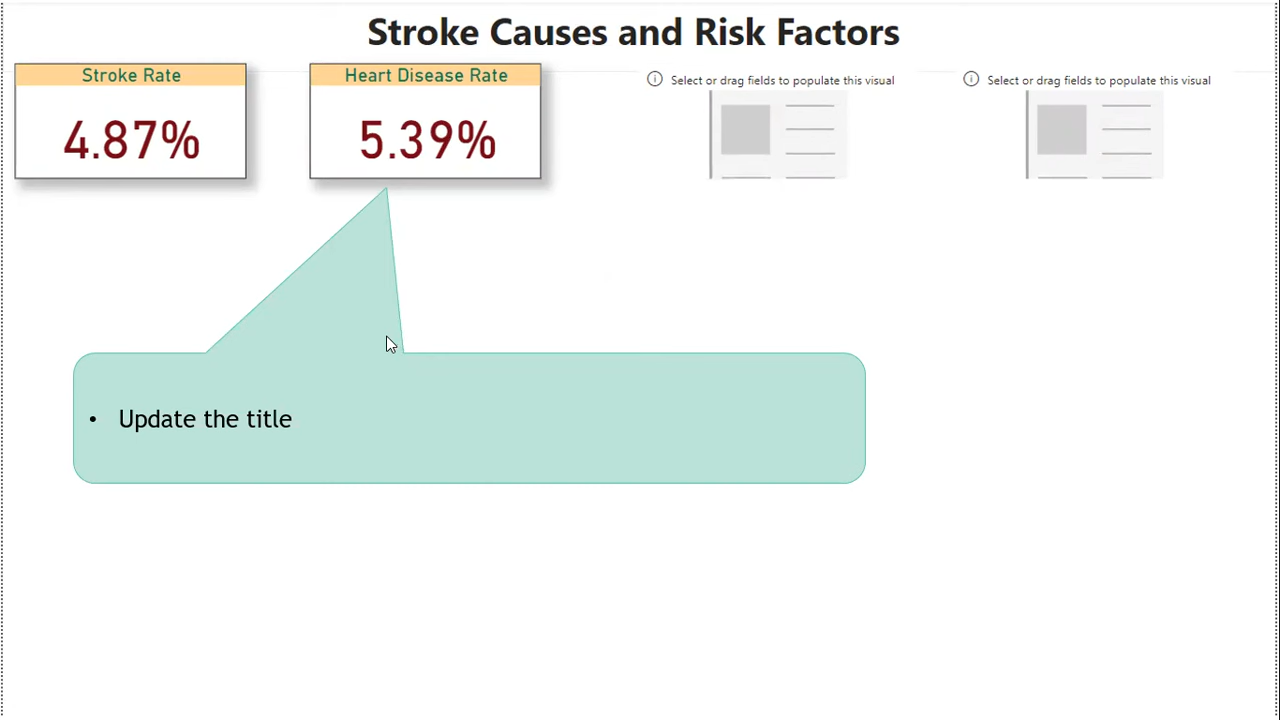 Stroke Causes and Risk Factors
Stroke Rate
4.87%
Heart Disease Rate
5.39%
Select or drag fields to populate this visual
Select or drag fields to populate this visual
• Update the title